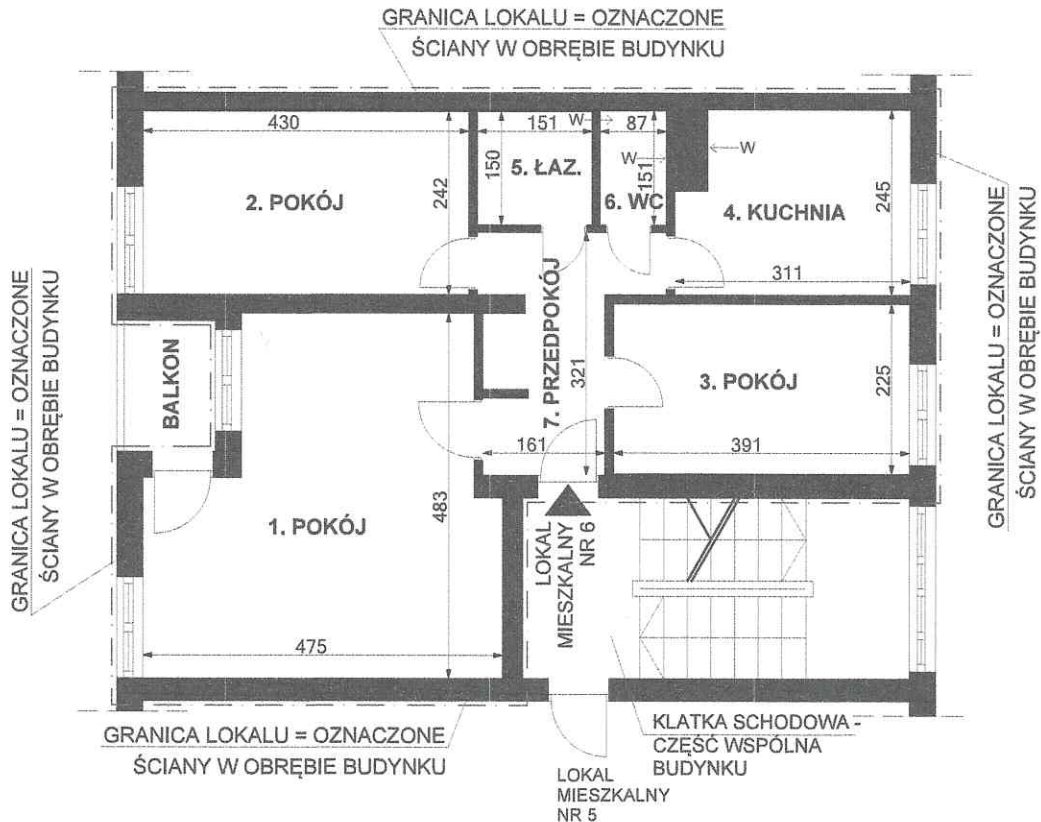 GRANICA LOKALU = OZNACZONE
ŚCIANY W OBRĘBIE BUDYNKU
430
242
2. POKÓJ
151
150
5. ŁAZ.
W
87
W
151
6. WC
W
4. KUCHNIA
245
311
GRANICA LOKALU = OZNACZONE
ŚCIANY W OBRĘBIE BUDYNKU
GRANICA LOKALU = OZNACZONE
ŚCIANY W OBRĘBIE BUDYNKU
BALKON
7. PRZEDPOKÓJ
321
161
3. POKÓJ
225
391
1. POKÓJ
483
475
LOKAL
MIESZKALNY
NR 6
GRANICA LOKALU = OZNACZONE
ŚCIANY W OBRĘBIE BUDYNKU
KLATKA SCHODOWA -
CZĘŚĆ WSPÓLNA
BUDYNKU
LOKAL
MIESZKALNY
NR 5